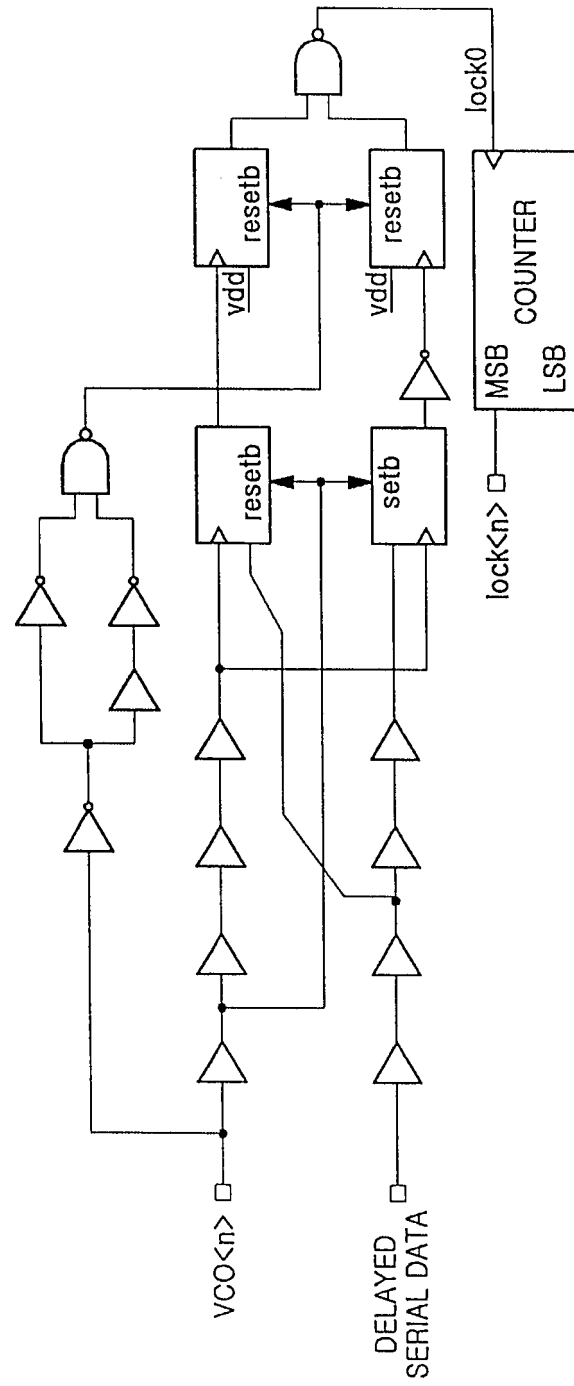 VCO<n>
DELAYED
SERIAL DATA
resetb
setb
resetb
vdd
resetb
vdd
lock0
lock<n>
MSB
COUNTER
LSB